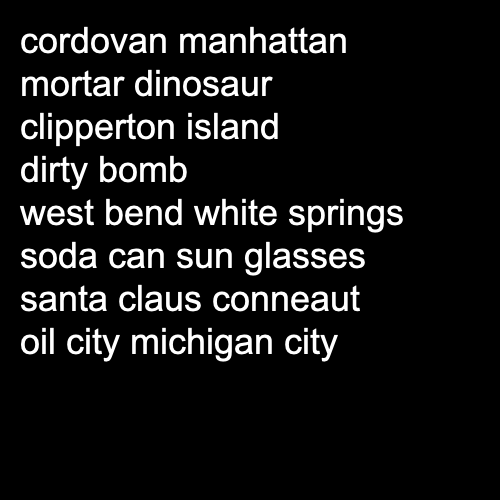 cordovan manhattan
mortar dinosaur
clipperton island
dirty bomb
west bend white springs
soda can sun glasses
santa claus conneaut
oil city michigan city